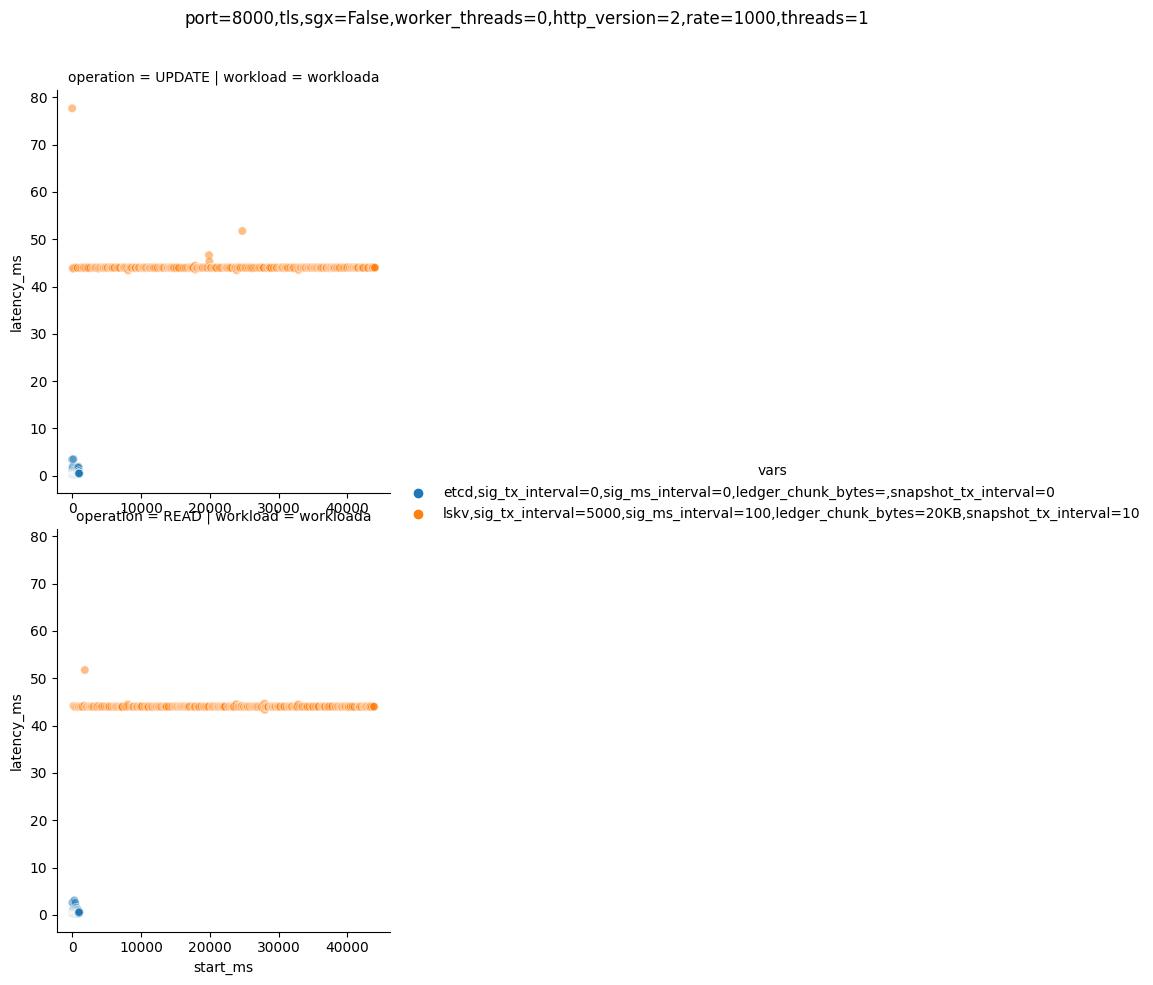 port=8000,tls,sgx=False,worker_threads=0,http_version=2,rate=1000,threads=1
operation = UPDATE | workload = workloada
80
70
60
50
40
30
20
10
0
latency_ms
0 10000 20000 30000 40000
vars
etcd,sig_tx_interval=0,sig_ms_interval=0,ledger_chunk_bytes=,snapshot_tx_interval=0
lskv,sig_tx_interval=5000,sig_ms_interval=100,ledger_chunk_bytes=20KB,snapshot_tx_interval=10
operation = READ | workload = workloada
80
70
60
50
40
30
20
10
0
latency_ms
0 10000 20000 30000 40000
start_ms